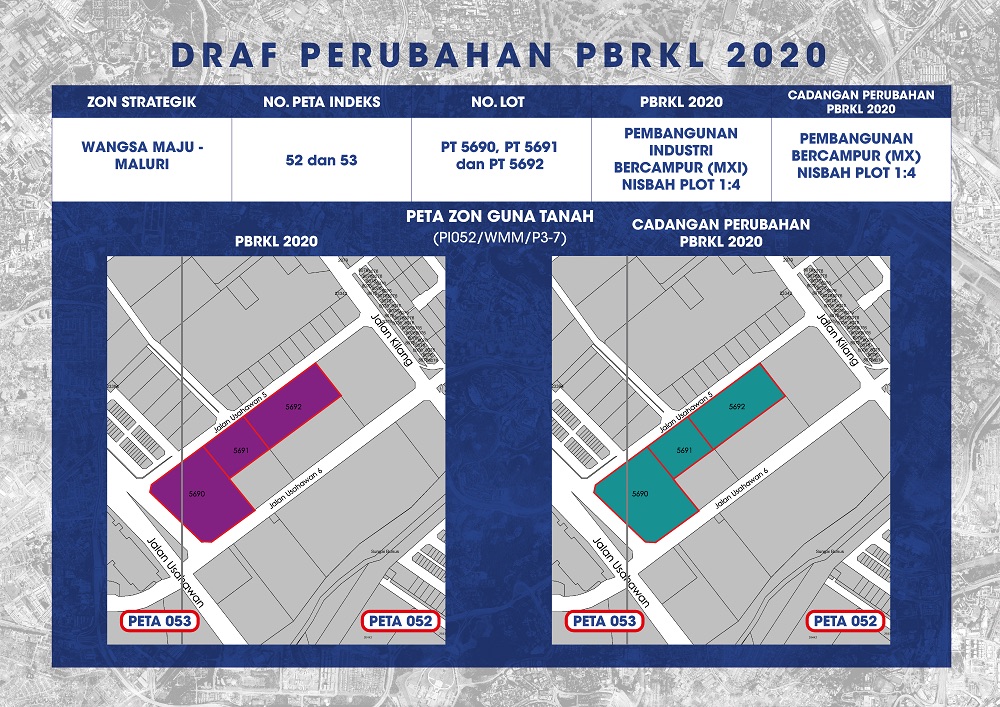 DRAF PERUBAHAN PBRKL 2020
ZON STRATEGIK
NO. PETA INDEKS
NO. LOT
PBRKL 2020
CADANGAN PERUBAHAN
PBRKL 2020
WANGSA MAJU -
MALURI
52 dan 53
PT 5690, PT 5691
dan PT 5692
PEMBANGUNAN
INDUSTRI
BERCAMPUR (MXI)
NISBAH PLOT 1:4
PEMBANGUNAN
BERCAMPUR (MX)
NISBAH PLOT 1:4
PETA ZON GUNA TANAH
(PI052/WMM/P3-7)
PBRKL 2020
CADANGAN PERUBAHAN
PBRKL 2020
Jalan Kilang
Jalan Usahawan 5
5692
5691
5690
Jalan Usahawan 6
Jalan Usahawan
PETA 053
PETA 052
Jalan Kilang
Jalan Usahawan 5
5692
5691
5690
Jalan Usahawan 6
Jalan Usahawan
PETA 053
PETA 052